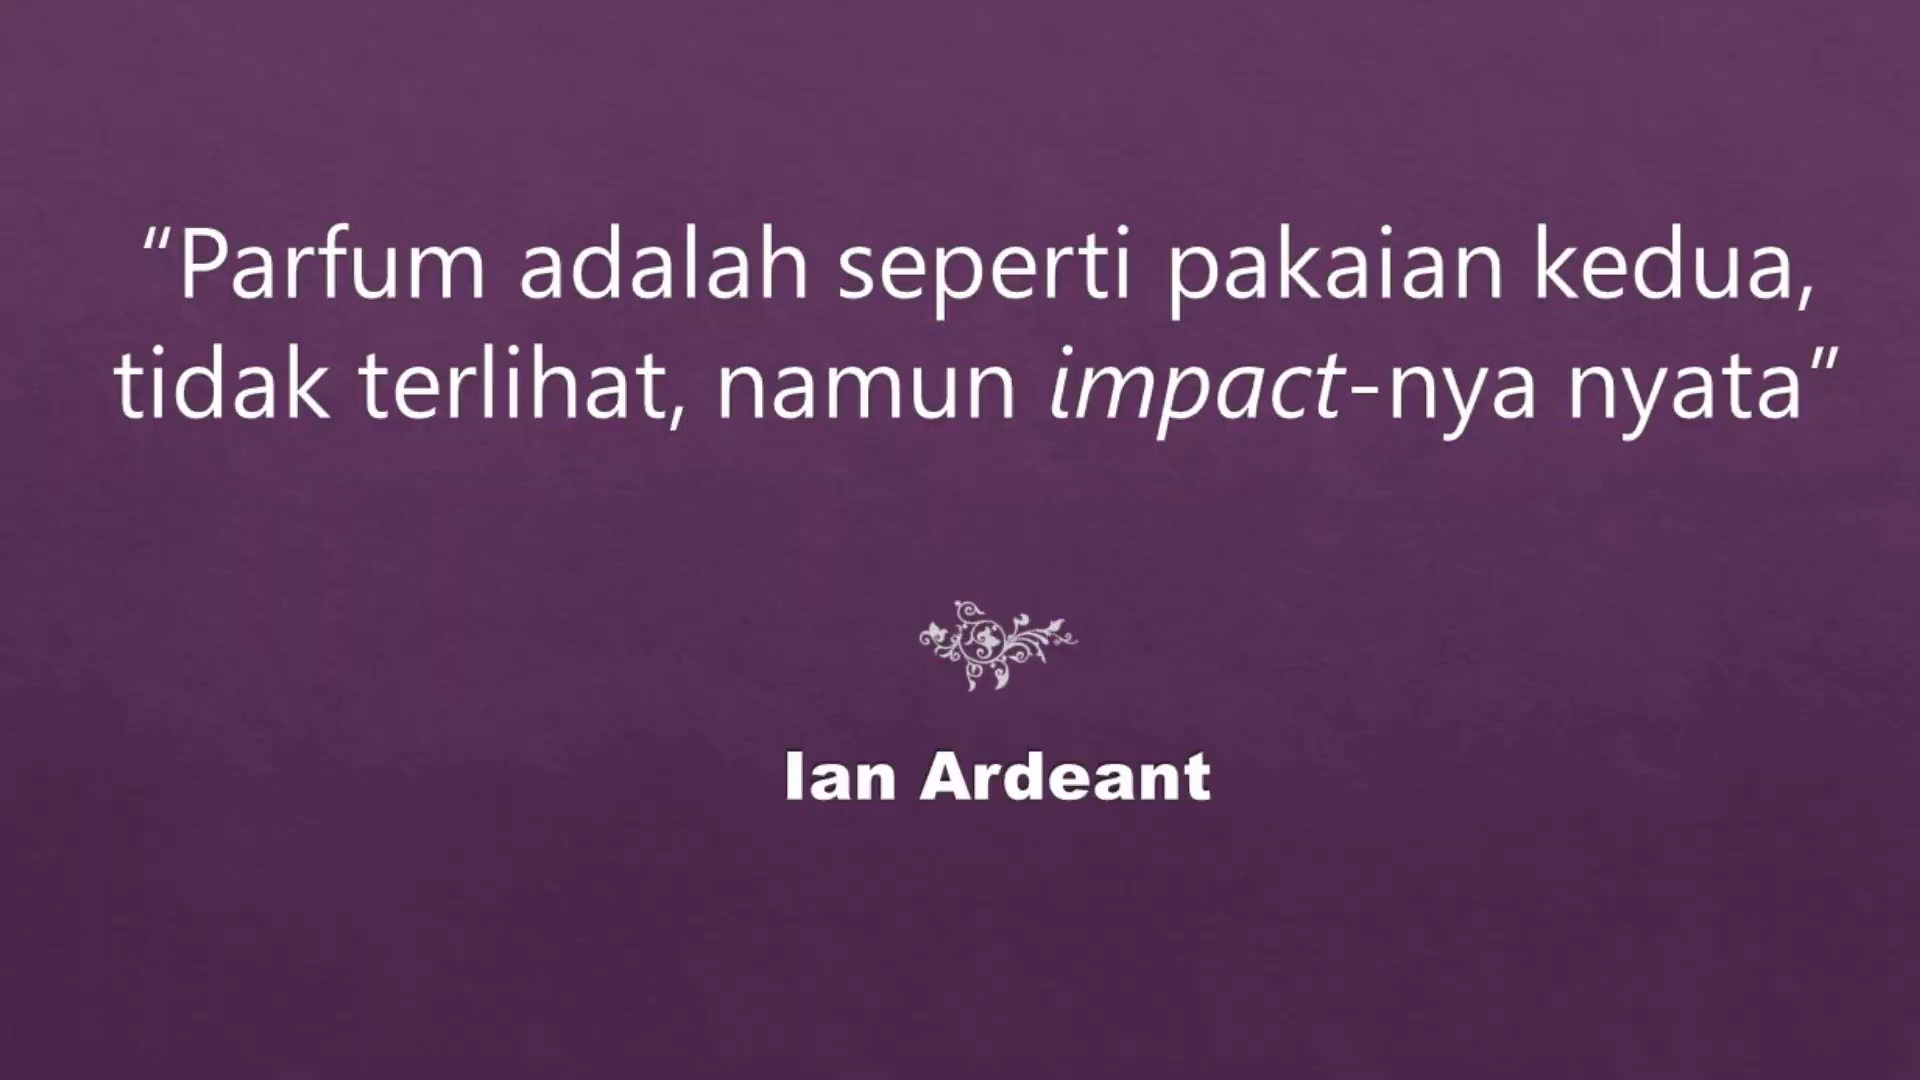 “Parfum adalah seperti pakaian kedua,
tidak terlihat, namun impact-nya nyata”
Ian Ardeant